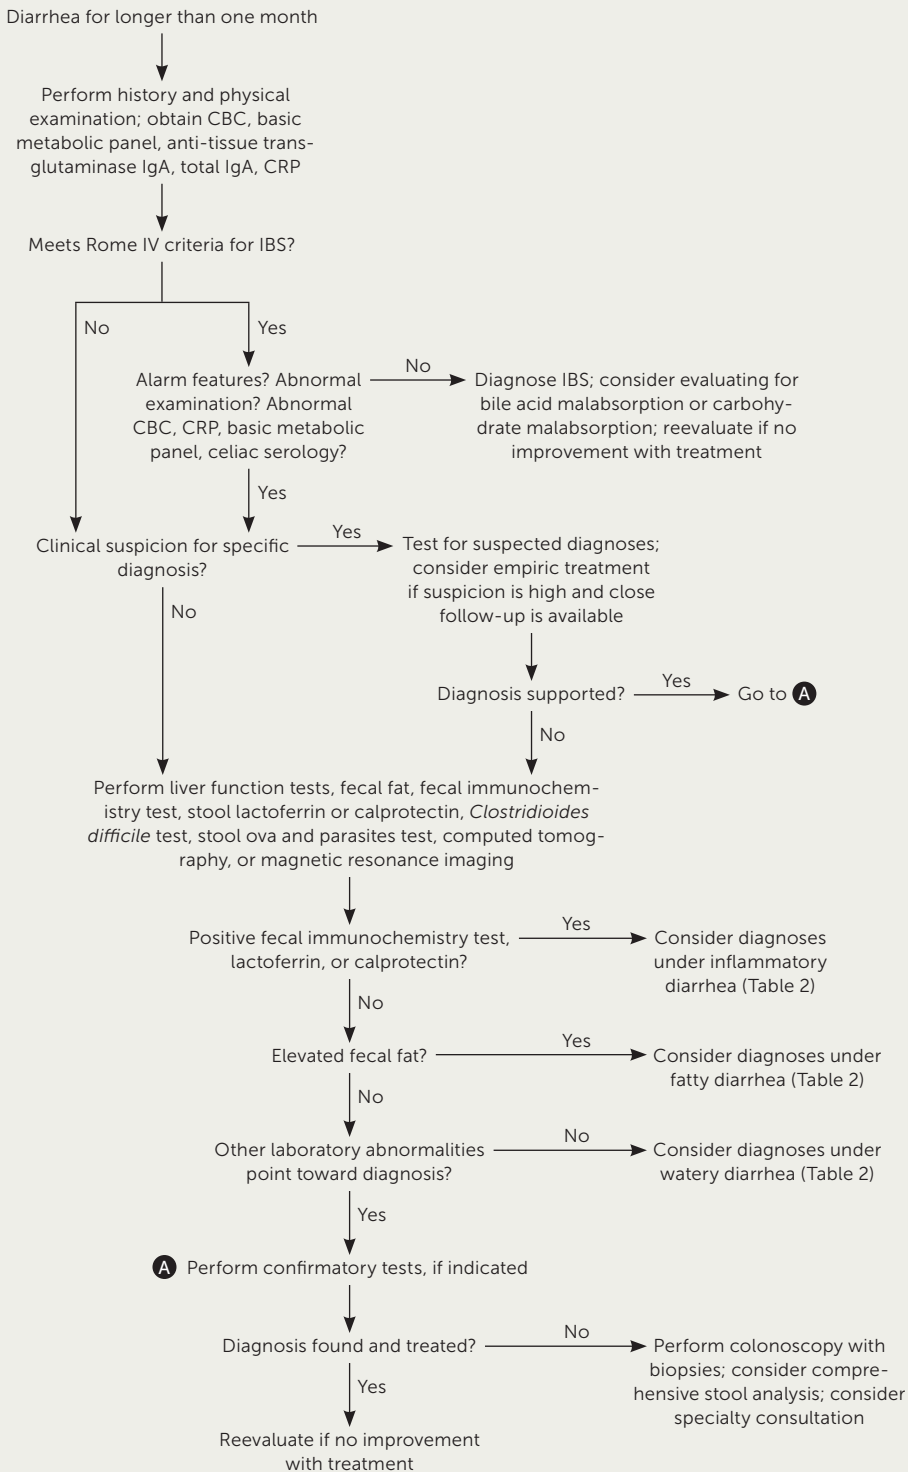 Diarrhea for longer than one month
Perform history and physical
examination; obtain CBC, basic
metabolic panel, anti-tissue trans-
glutaminase IgA, total IgA, CRP
Meets Rome IV criteria for IBS?
No
Yes
Alarm features? Abnormal
examination? Abnormal
CBC, CRP, basic metabolic
panel, celiac serology?
No
Diagnose IBS; consider evaluating for
bile acid malabsorption or carbohy-
drate malabsorption; reevaluate if no
improvement with treatment
Yes
Clinical suspicion for specific
diagnosis?
Yes
Test for suspected diagnoses;
consider empiric treatment
if suspicion is high and close
follow-up is available
No
Diagnosis supported?
Yes
Go to A
No
Perform liver function tests, fecal fat, fecal immunochem-
istry test, stool lactoferrin or calprotectin, Clostridioides
difficile test, stool ova and parasites test, computed tomog-
raphy, or magnetic resonance imaging
Positive fecal immunochemistry test,
lactoferrin, or calprotectin?
Yes
Consider diagnoses
under inflammatory
diarrhea (Table 2)
No
Elevated fecal fat?
Yes
Consider diagnoses under
fatty diarrhea (Table 2)
No
Other laboratory abnormalities
point toward diagnosis?
No
Consider diagnoses under
watery diarrhea (Table 2)
Yes
A Perform confirmatory tests, if indicated
Diagnosis found and treated?
No
Perform colonoscopy with
biopsies; consider compre-
hensive stool analysis; consider
specialty consultation
Yes
Reevaluate if no improvement
with treatment